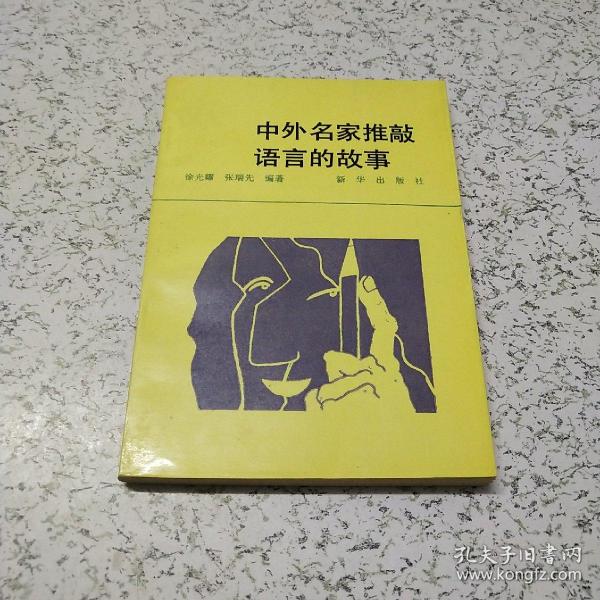 中外名家推敲
语言的故事
徐光耀 张瑞先 编著 新华出版社
孔夫子旧书网
www.kongfz.com